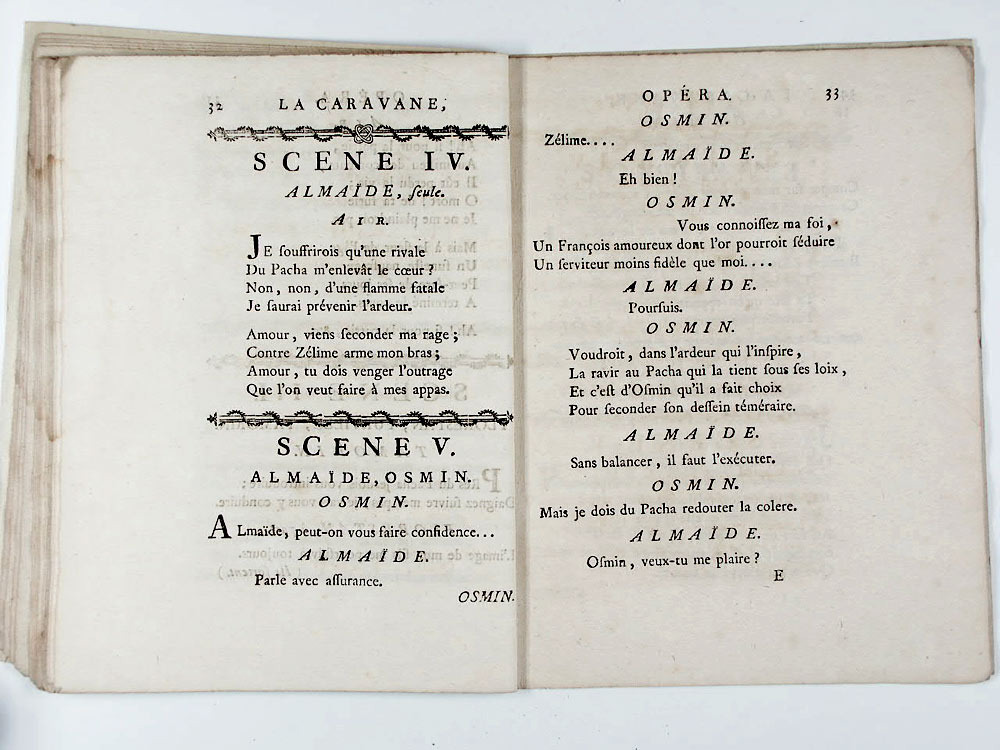 32 LA CARAVANE,
SCENE IV.
ALMAÏDE, ſeule.
AIR.
JE ſouffrirois qu'une rivale
Du Pacha m'enlevât le cœur ?
Non, non, d'une flamme fatale
Je ſaurai prévenir l'ardeur.
Amour, viens ſeconder ma rage ;
Contre Zélime arme mon bras ;
Amour, tu dois venger l'outrage
Que l'on veut faire à mes appas.
SCENE V.
ALMAÏDE, OSMIN.
OSMIN.
ALmaïde, peut-on vous faire confidence...
ALMAÏDE.
Parle avec aſſurance.
OSMIN.
OPÉRA. 33
OSMIN.
Zélime....
ALMAÏDE.
Eh bien !
OSMIN.
Vous connoiſſez ma foi,
Un François amoureux dont l'or pourroit ſéduire
Un ſerviteur moins fidèle que moi....
ALMAÏDE.
Pourſuis.
OSMIN.
Voudroit, dans l'ardeur qui l'inſpire,
La ravir au Pacha qui la tient ſous ſes loix,
Et c'eſt d'Oſmin qu'il a fait choix
Pour ſeconder ſon deſſein téméraire.
ALMAÏDE.
Sans balancer, il faut l'exécuter.
OSMIN.
Mais je dois du Pacha redouter la colere.
ALMAÏDE.
Oſmin, veux-tu me plaire ?
E